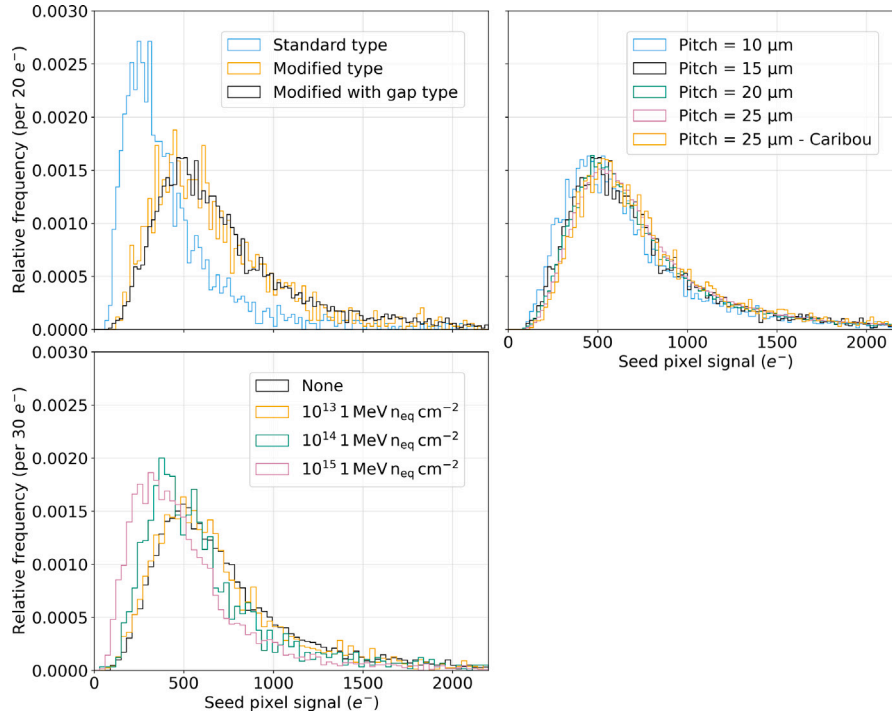 Relative frequency (per 20 e⁻)
0.0030
0.0025
0.0020
0.0015
0.0010
0.0005
0.0000
Standard type
Modified type
Modified with gap type
Pitch = 10 μm
Pitch = 15 μm
Pitch = 20 μm
Pitch = 25 μm
Pitch = 25 μm - Caribou
0 500 1000 1500 2000
Seed pixel signal (e⁻)
Relative frequency (per 30 e⁻)
0.0030
0.0025
0.0020
0.0015
0.0010
0.0005
0.0000
None
10¹³ 1 MeV nₑq cm⁻²
10¹⁴ 1 MeV nₑq cm⁻²
10¹⁵ 1 MeV nₑq cm⁻²
0 500 1000 1500 2000
Seed pixel signal (e⁻)